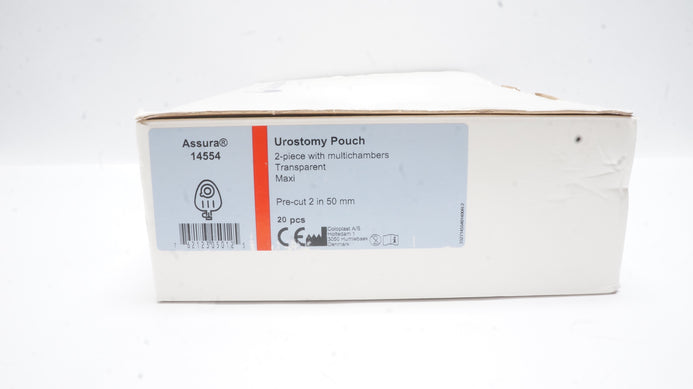 Assura®
14554
Urostomy Pouch
2-piece with multichambers
Transparent
Maxi
Pre-cut 2 in 50 mm
20 pcs
CE
Coloplast A/S
Holtedam 1
3050 Humlebaek
Denmark